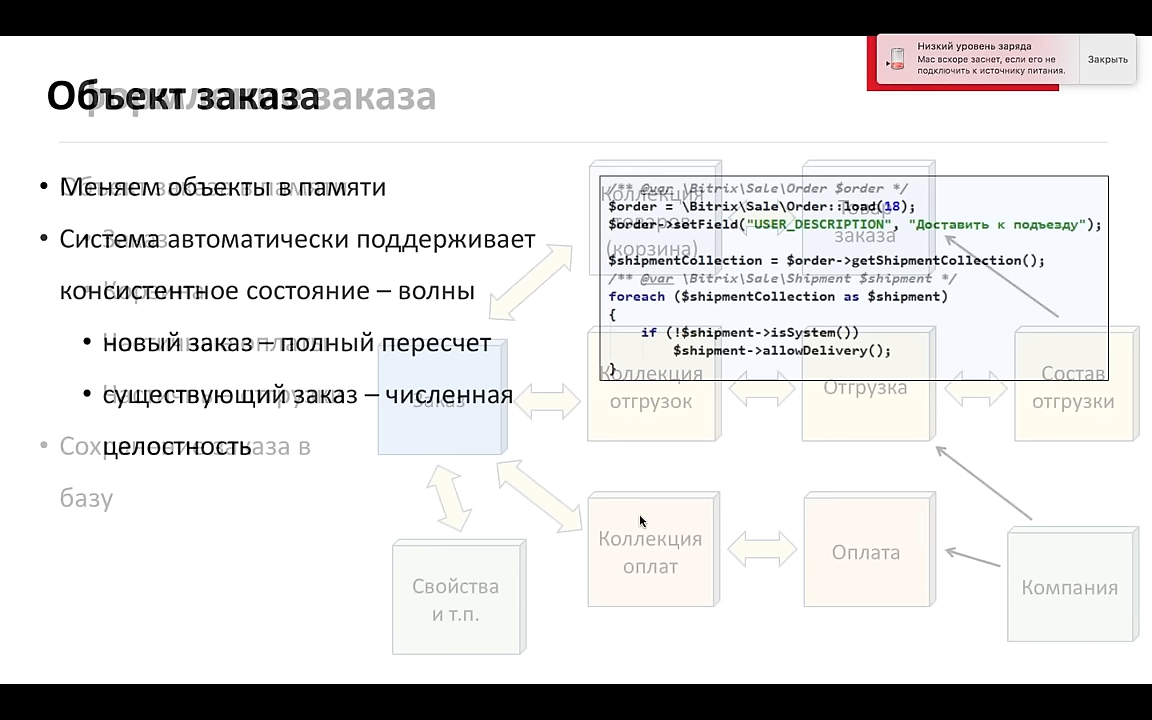 Низкий уровень заряда
Mac вскоре заснет, если его не
подключить к источнику питания.
Закрыть
Объект заказа
заказа
• Меняем объекты в памяти
• Система автоматически поддерживает
консистентное состояние – волны
• новый заказ – полный пересчет
• существующий заказ – численная
целостность
• Сохранение заказа в
базу
/** @var \Bitrix\Sale\Order $order */
$order = \Bitrix\Sale\Order::load(18);
$order->setField("USER_DESCRIPTION", "Доставить к подъезду");
$shipmentCollection = $order->getShipmentCollection();
/** @var \Bitrix\Sale\Shipment $shipment */
foreach ($shipmentCollection as $shipment)
{
if (!$shipment->isSystem())
$shipment->allowDelivery();
}
Коллекция
товаров
(корзина)
Товар
заказа
Заказ
Коллекция
отгрузок
Отгрузка
Состав
отгрузки
Свойства
и т.п.
Коллекция
оплат
Оплата
Компания